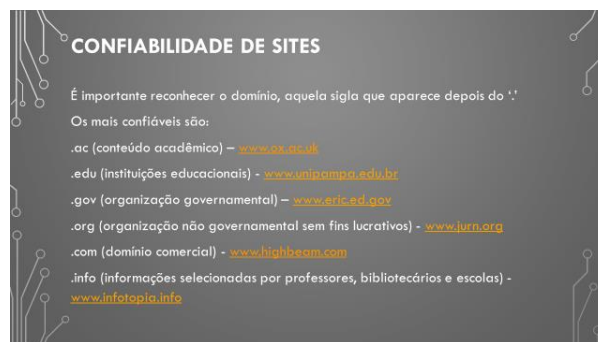 CONFIABILIDADE DE SITES
É importante reconhecer o domínio, aquela sigla que aparece depois do ‘.’
Os mais confiáveis são:
.ac (conteúdo acadêmico) – www.ox.ac.uk
.edu (instituições educacionais) - www.unipampa.edu.br
.gov (organização governamental) – www.eric.ed.gov
.org (organização não governamental sem fins lucrativos) - www.jurn.org
.com (domínio comercial) - www.highbeam.com
.info (informações selecionadas por professores, bibliotecários e escolas) -
www.infotopia.info